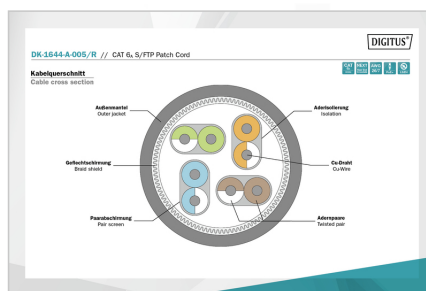 DIGITUS®
DK-1644-A-005/R // CAT 6A S/FTP Patch Cord
Kabelquerschnitt
Cable cross section
Außenmantel
Outer jacket
Aderisolierung
Isolation
Geflechtschirmung
Braid shield
Cu-Draht
Cu-Wire
Paarabschirmung
Pair screen
Adernpaare
Twisted pair